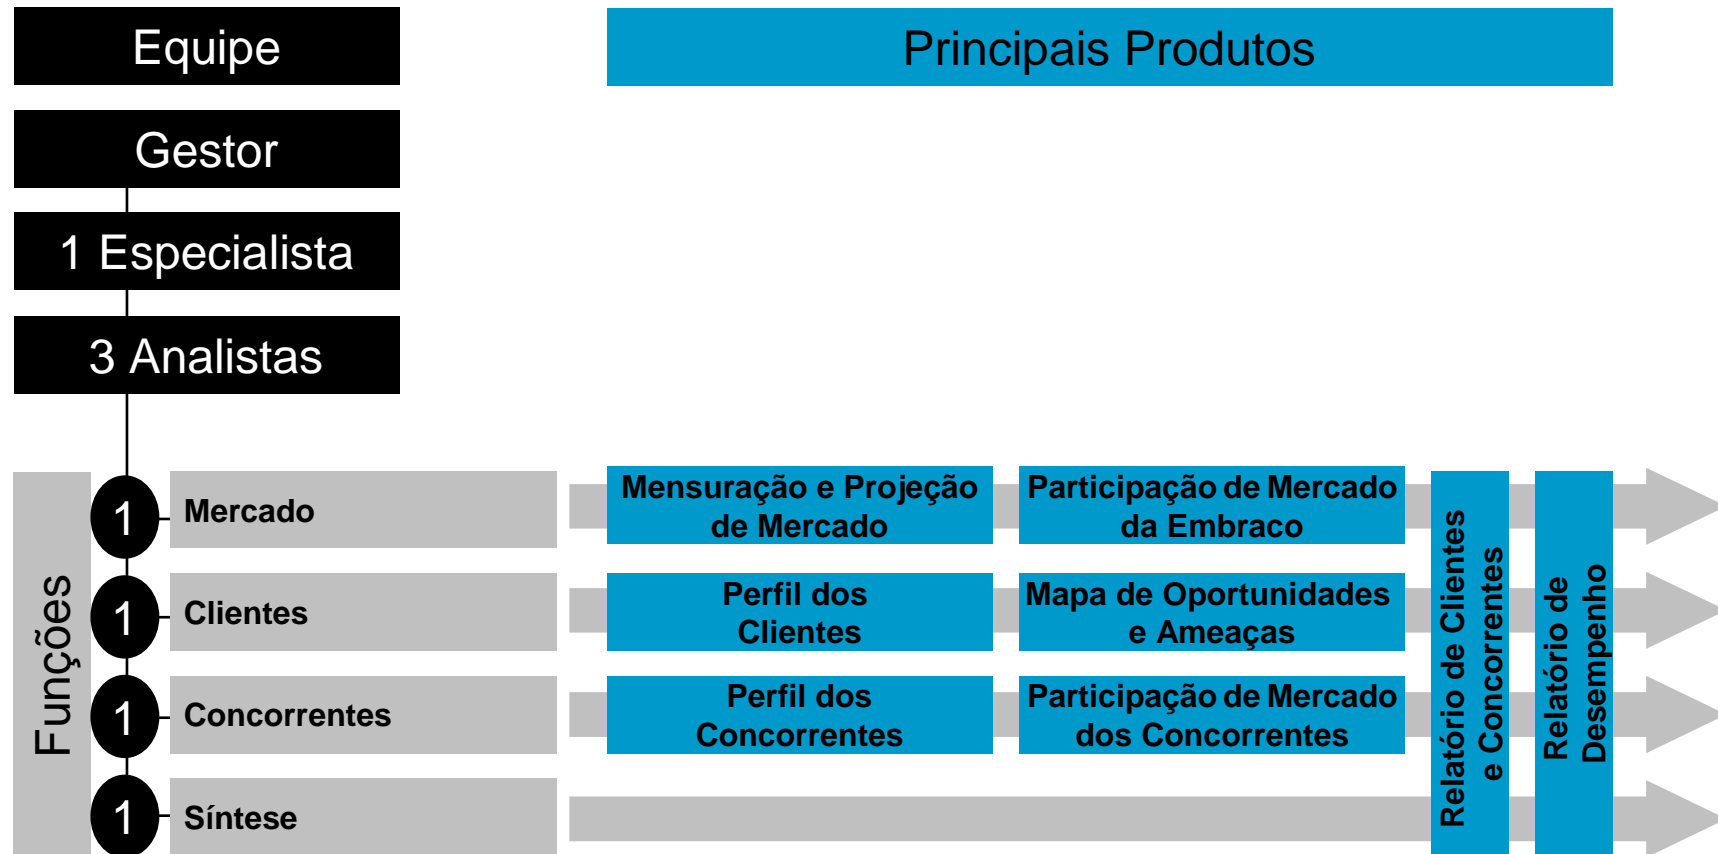 Equipe
Principais Produtos
Gestor
1 Especialista
3 Analistas
Funções
1
Mercado
Mensuração e Projeção
de Mercado
Participação de Mercado
da Embraco
1
Clientes
Perfil dos
Clientes
Mapa de Oportunidades
e Ameaças
1
Concorrentes
Perfil dos
Concorrentes
Participação de Mercado
dos Concorrentes
1
Síntese
Relatório de Clientes
e Concorrentes
Relatório de
Desempenho